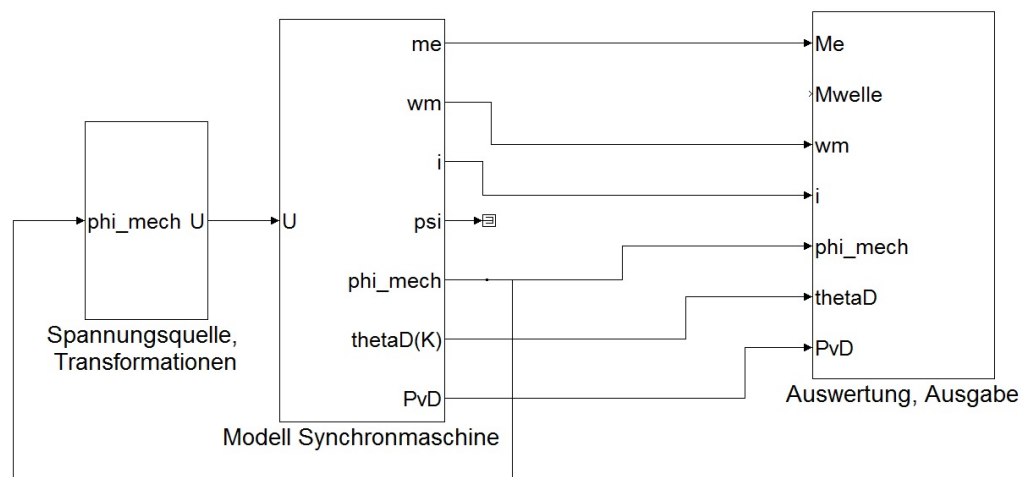 phi_mech U
Spannungsquelle,
Transformationen
U
me
wm
i
psi
phi_mech
thetaD(K)
PvD
Modell Synchronmaschine
Me
Mwelle
wm
i
phi_mech
thetaD
PvD
Auswertung, Ausgabe